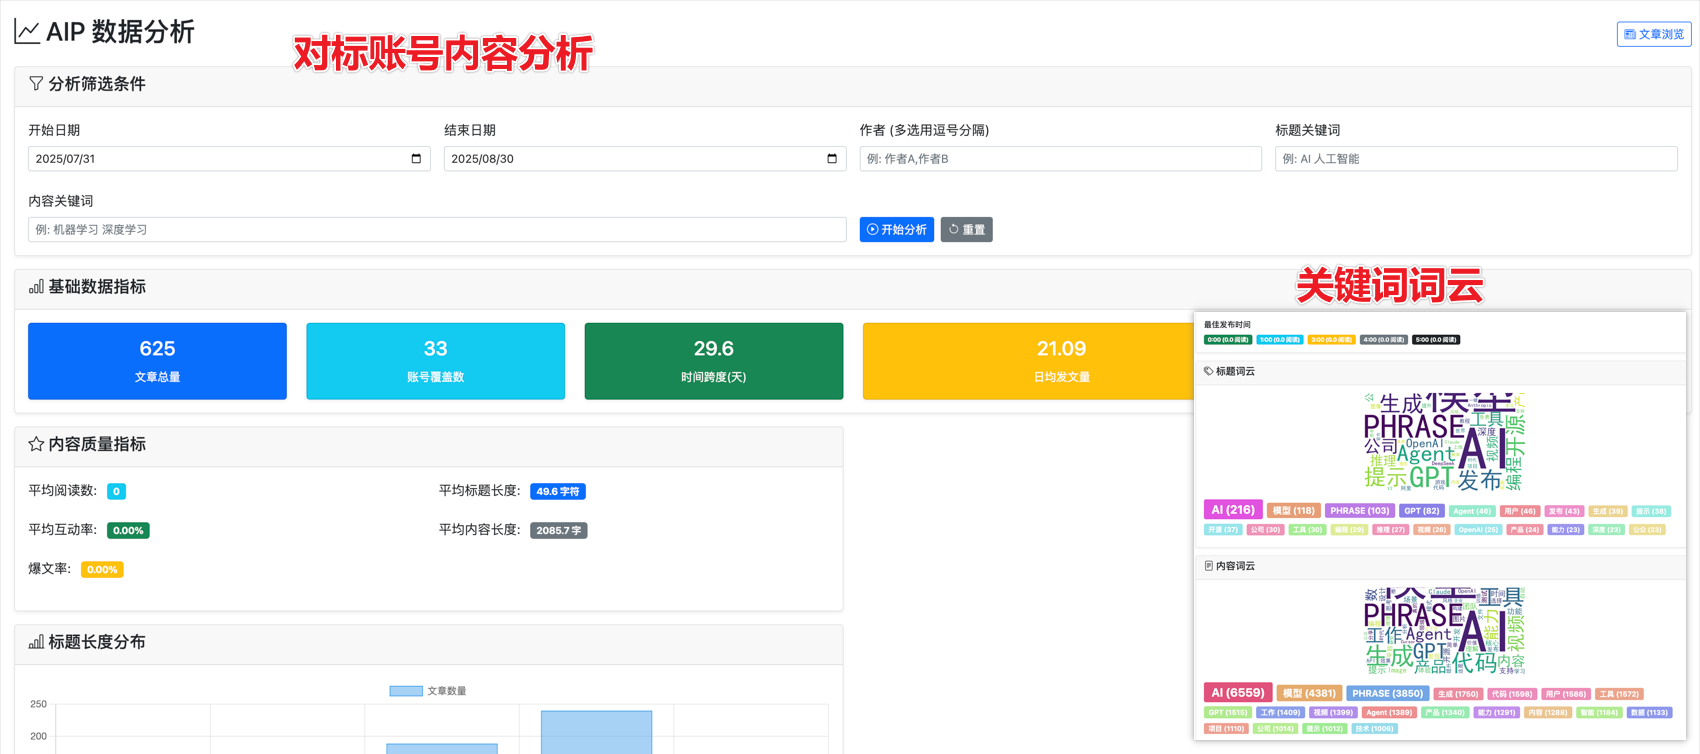 AIP 数据分析
对标账号内容分析
文章浏览
分析筛选条件
开始日期
结束日期
作者 (多选用逗号分隔)
标题关键词
2025/07/31
2025/08/30
例: 作者A,作者B
例: AI 人工智能
内容关键词
例: 机器学习 深度学习
开始分析
重置
基础数据指标
625
文章总量
33
账号覆盖数
29.6
时间跨度(天)
21.09
日均发文量
内容质量指标
平均阅读数: 0
平均标题长度: 49.6 字符
平均互动率: 0.00%
平均内容长度: 2085.7 字
爆文率: 0.00%
标题长度分布
文章数量
250
200
关键词词云
最佳发布时间
0:00 (0.0 阅读) 1:00 (0.0 阅读) 3:00 (0.0 阅读) 4:00 (0.0 阅读) 5:00 (0.0 阅读)
标题词云
生成 模型
PHRASE 工具
公司 OpenAI 深度 视频 开源
推理 Agent AI 编程
DeepSeek
提示 GPT 发布
AI (216) 模型 (118) PHRASE (103) GPT (82) Agent (46) 用户 (46) 发布 (43) 生成 (39) 提示 (38)
开源 (37) 公司 (30) 工具 (30) 编程 (29) 推理 (27) 视频 (26) OpenAI (25) 产品 (24) 能力 (23) 深度 (23) 公众 (23)
内容词云
Claude OpenAI 时间
工具
PHRASE 功能
工作 Agent AI 能力 视频
生成 GPT
提示 产品 代码 内容
支持
AI (6559) 模型 (4381) PHRASE (3850) 生成 (1750) 代码 (1598) 用户 (1586) 工具 (1572)
GPT (1515) 工作 (1409) 视频 (1399) Agent (1389) 产品 (1340) 能力 (1291) 内容 (1288) 智能 (1184) 数据 (1133)
项目 (1110) 公司 (1014) 提示 (1012) 技术 (1006)